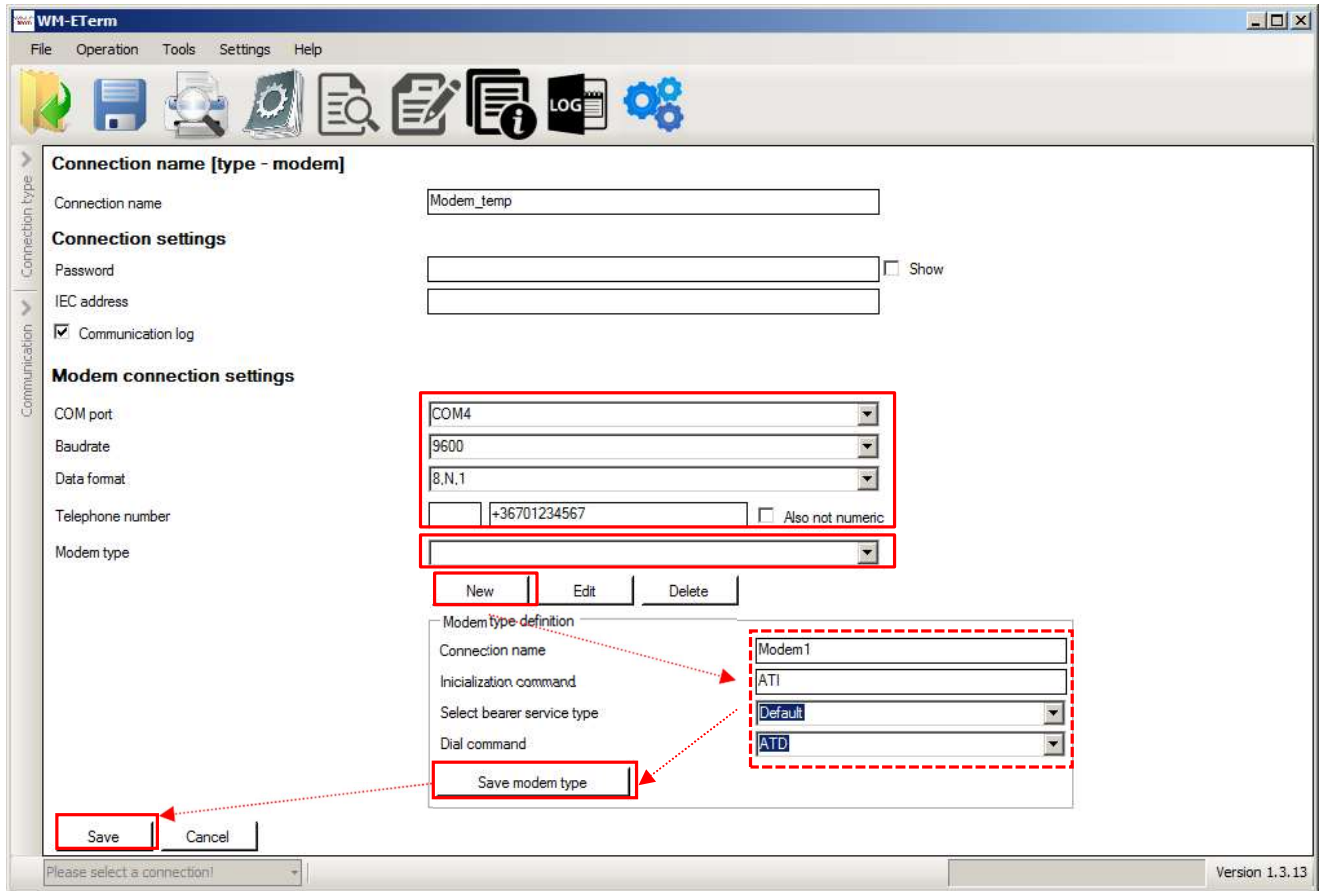 WM-ETerm
File Operation Tools Settings Help
LOG
Connection type
Communication
Connection name [type - modem]
Connection name Modem_temp
Connection settings
Password Show
IEC address
Communication log
Modem connection settings
COM port COM4
Baudrate 9600
Data format 8,N,1
Telephone number +36701234567 Also not numeric
Modem type
New Edit Delete
Modem type definition
Connection name Modem1
Inicialization command ATI
Select bearer service type Default
Dial command ATD
Save modem type
Save Cancel
Please select a connection! Version 1.3.13